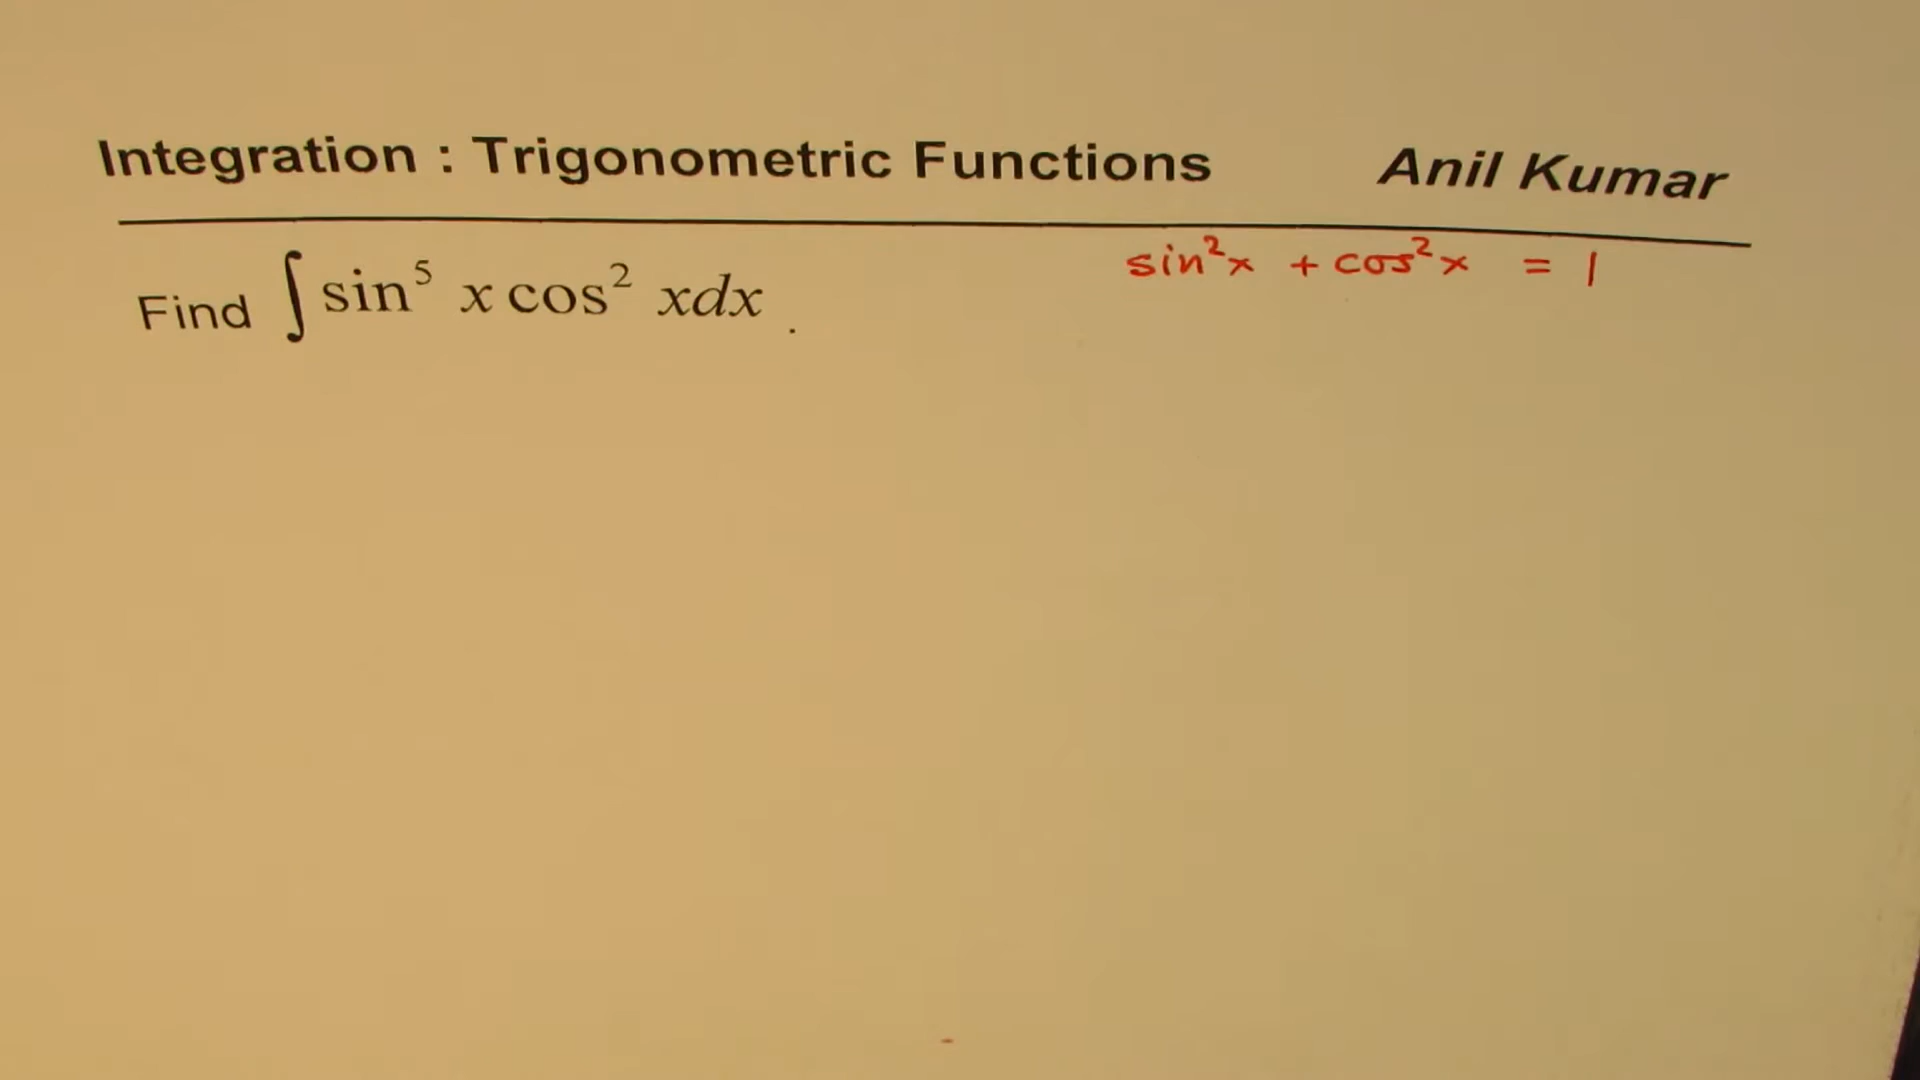 Integration : Trigonometric Functions Anil Kumar
sin²x + cos²x = 1
Find ∫ sin⁵ x cos² xdx .